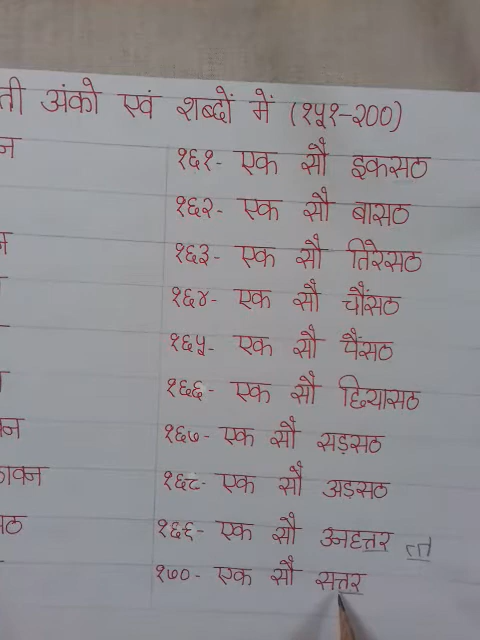 ती अंको एवं शब्दों में (१५१-२००)
१६१- एक सौ इकसठ
१६२- एक सौ बासठ
१६३- एक सौ तिरेसठ
१६४- एक सौ चौंसठ
१६५- एक सौ पैंसठ
१६६- एक सौ छियासठ
१६७- एक सौ सड़सठ
१६८- एक सौ अड़सठ
१६९- एक सौ उनहत्तर त्त
१७०- एक सौ सत्तर